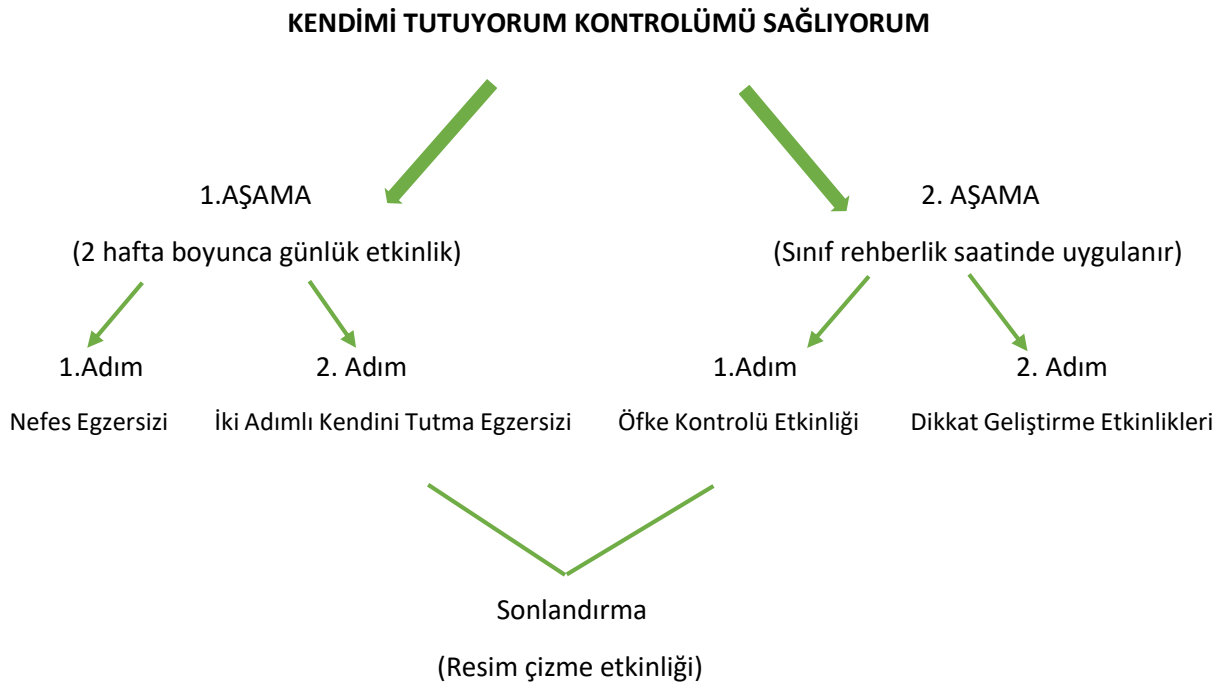 KENDİMİ TUTUYORUM KONTROLÜMÜ SAĞLIYORUM
1.AŞAMA
(2 hafta boyunca günlük etkinlik)
2. AŞAMA
(Sınıf rehberlik saatinde uygulanır)
1.Adım
Nefes Egzersizi
2. Adım
İki Adımlı Kendini Tutma Egzersizi
1.Adım
Öfke Kontrolü Etkinliği
2. Adım
Dikkat Geliştirme Etkinlikleri
Sonlandırma
(Resim çizme etkinliği)